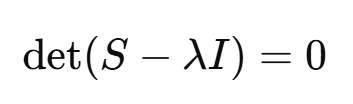 det(S − λI) = 0